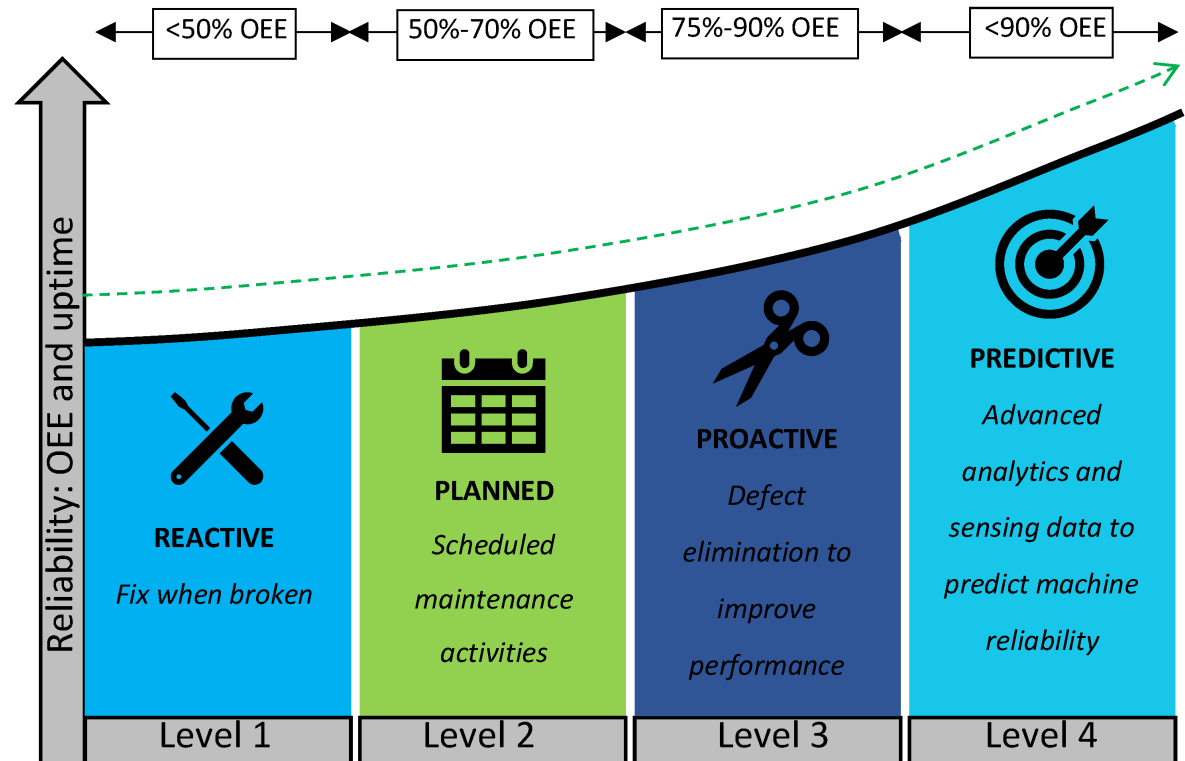 <50% OEE
50%-70% OEE
75%-90% OEE
<90% OEE
Reliability: OEE and uptime
REACTIVE
Fix when broken
PLANNED
Scheduled
maintenance
activities
PROACTIVE
Defect
elimination to
improve
performance
PREDICTIVE
Advanced
analytics and
sensing data to
predict machine
reliability
Level 1
Level 2
Level 3
Level 4